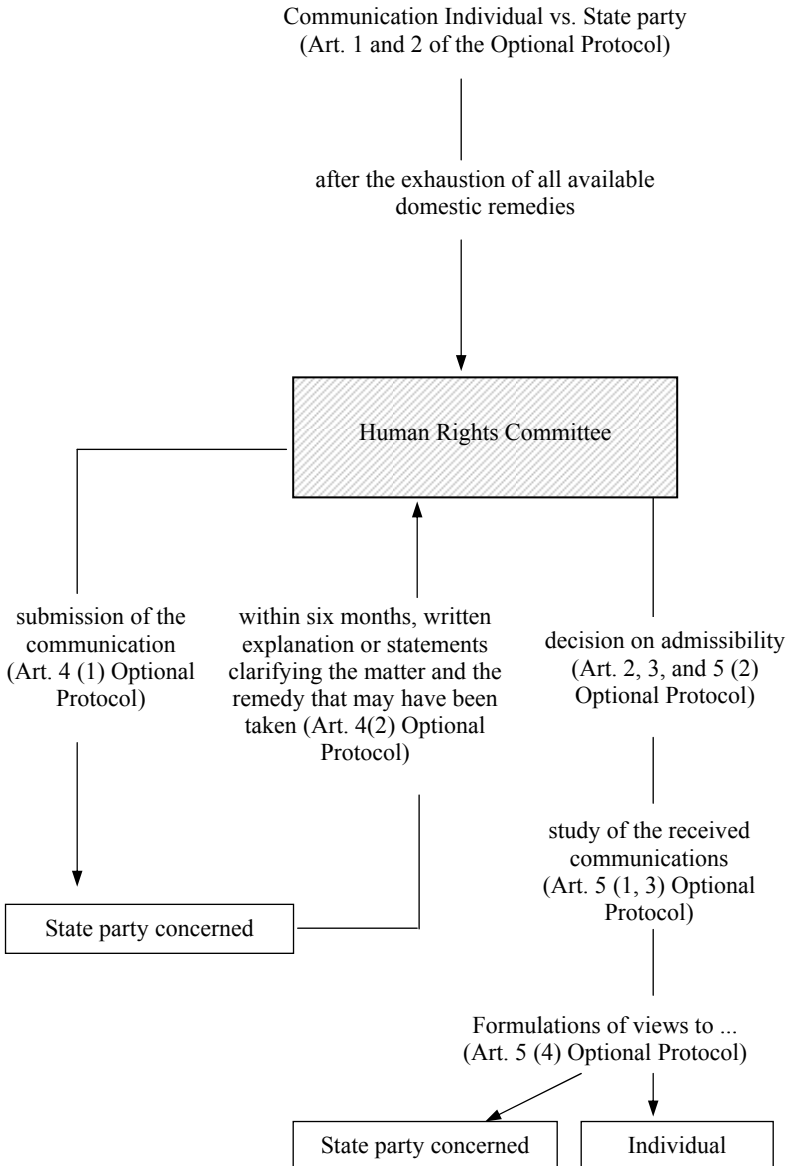 Communication Individual vs. State party
(Art. 1 and 2 of the Optional Protocol)
after the exhaustion of all available
domestic remedies
Human Rights Committee
submission of the
communication
(Art. 4 (1) Optional
Protocol)
within six months, written
explanation or statements
clarifying the matter and the
remedy that may have been
taken (Art. 4(2) Optional
Protocol)
decision on admissibility
(Art. 2, 3, and 5 (2)
Optional Protocol)
study of the received
communications
(Art. 5 (1, 3) Optional
Protocol)
State party concerned
Formulations of views to ...
(Art. 5 (4) Optional Protocol)
State party concerned
Individual